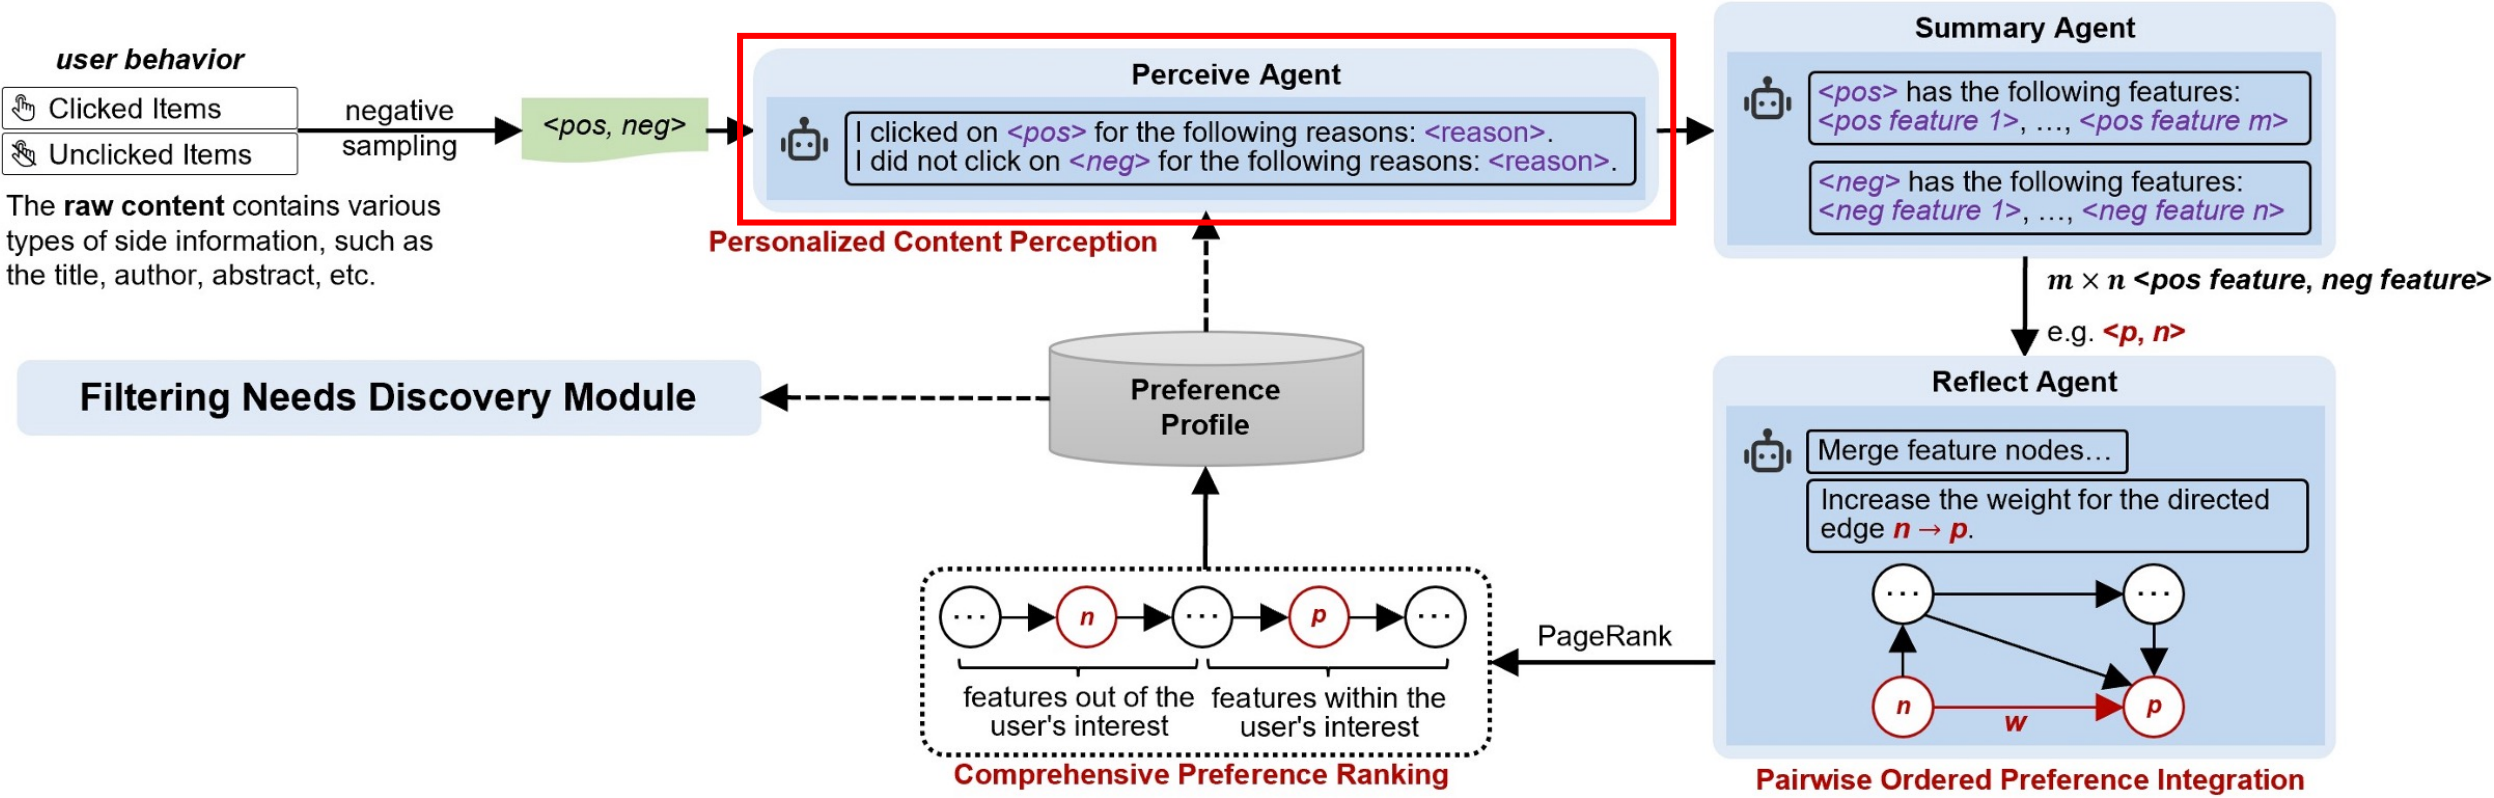 user behavior
Clicked Items
Unclicked Items
The raw content contains various
types of side information, such as
the title, author, abstract, etc.
negative
sampling
<pos, neg>
Perceive Agent
I clicked on <pos> for the following reasons: <reason>.
I did not click on <neg> for the following reasons: <reason>.
Personalized Content Perception
Summary Agent
<pos> has the following features:
<pos feature 1>, ..., <pos feature m>
<neg> has the following features:
<neg feature 1>, ..., <neg feature n>
m × n <pos feature, neg feature>
e.g. <p, n>
Reflect Agent
Merge feature nodes...
Increase the weight for the directed
edge n → p.
... ...
n w p
Pairwise Ordered Preference Integration
PageRank
... n ... p ...
features out of the
user's interest
features within the
user's interest
Comprehensive Preference Ranking
Preference
Profile
Filtering Needs Discovery Module